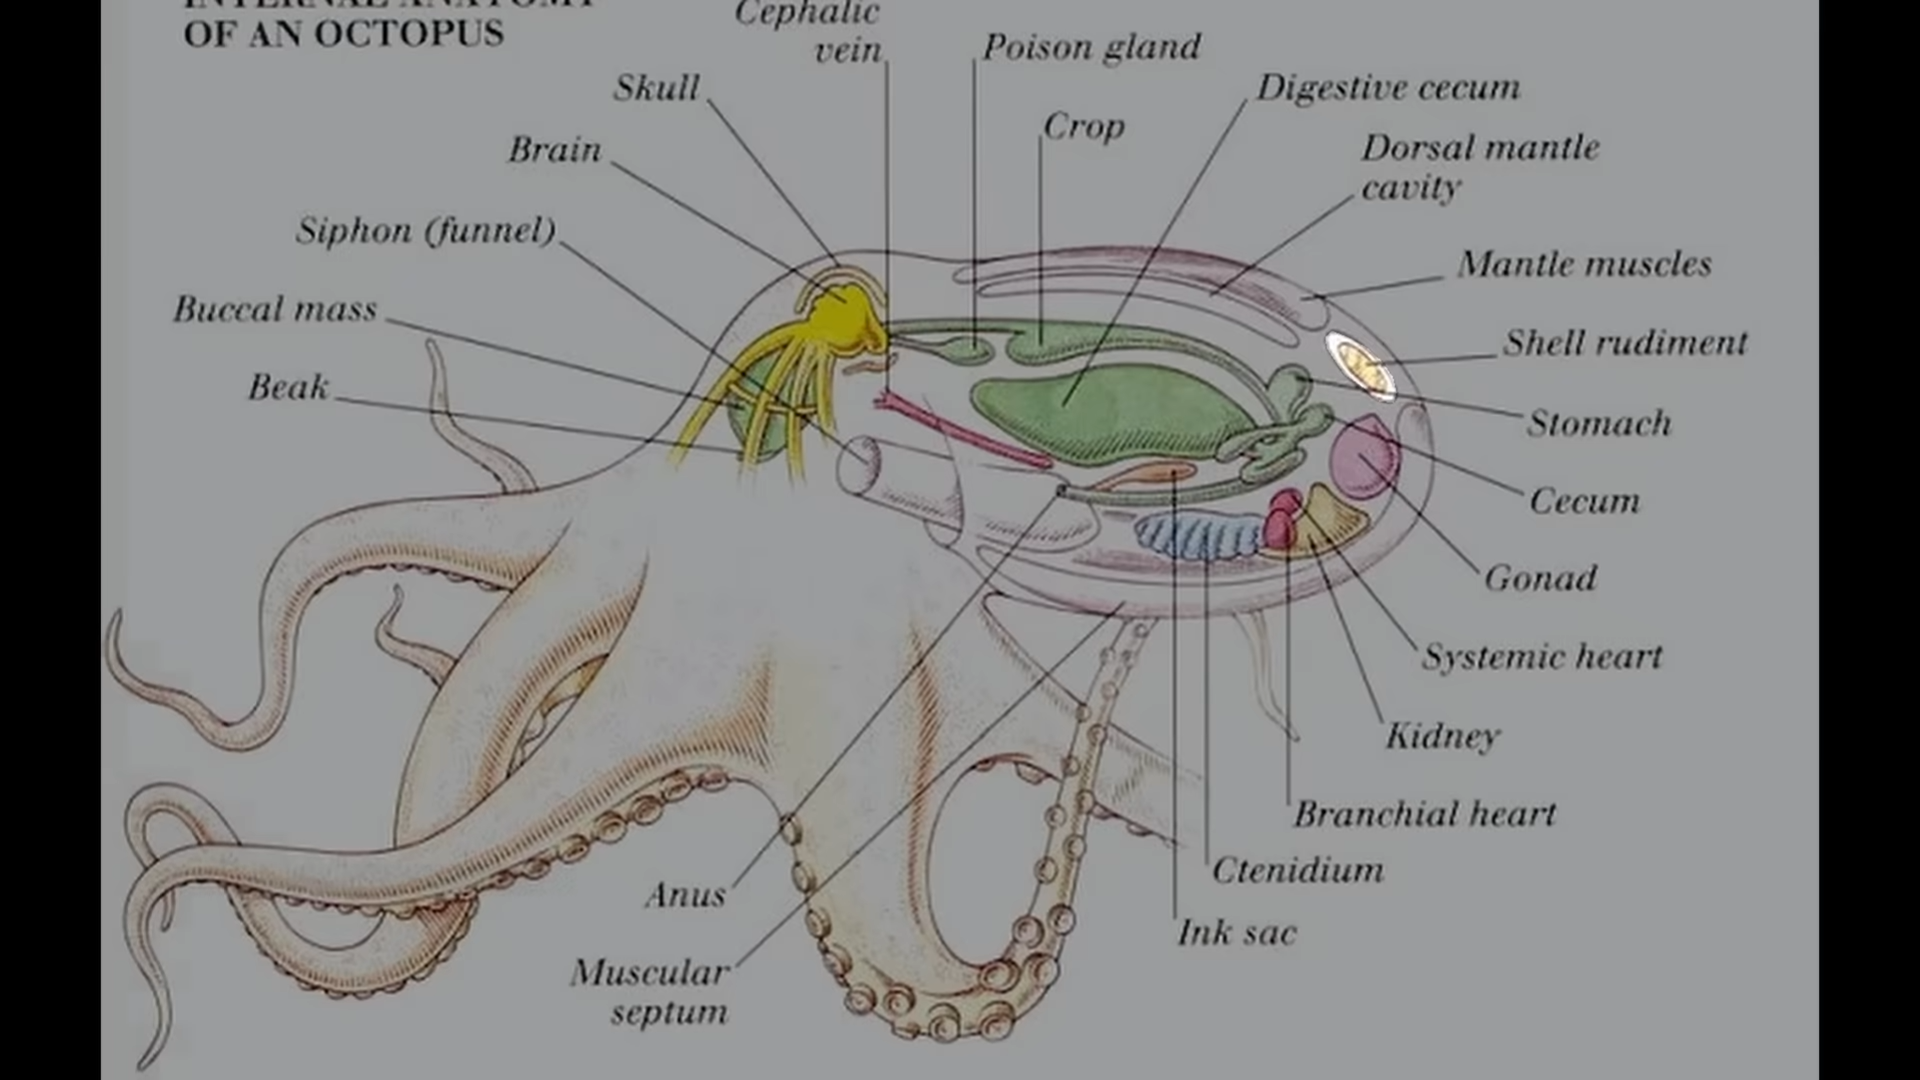 INTERNAL ANATOMY
OF AN OCTOPUS
Cephalic
vein
Poison gland
Skull
Digestive cecum
Crop
Brain
Dorsal mantle
cavity
Siphon (funnel)
Mantle muscles
Buccal mass
Shell rudiment
Beak
Stomach
Cecum
Gonad
Systemic heart
Kidney
Branchial heart
Ctenidium
Anus
Ink sac
Muscular
septum